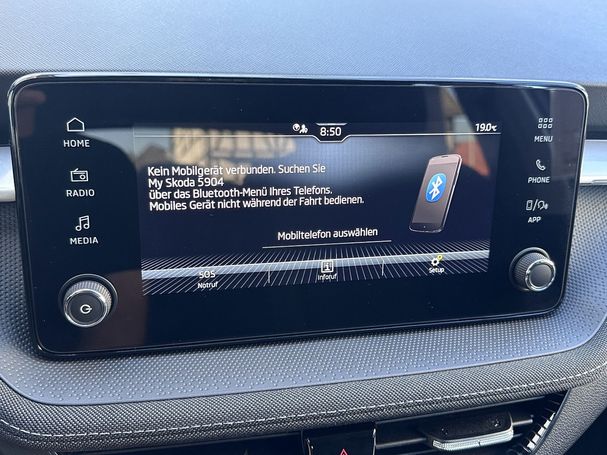 8:50
19.0°C
HOME
RADIO
MEDIA
Kein Mobilgerät verbunden. Suchen Sie
My Skoda 5904
über das Bluetooth-Menü Ihres Telefons.
Mobiles Gerät nicht während der Fahrt bedienen.
Mobiltelefon auswählen
SOS
Notruf
Inforuf
Setup
MENU
PHONE
APP